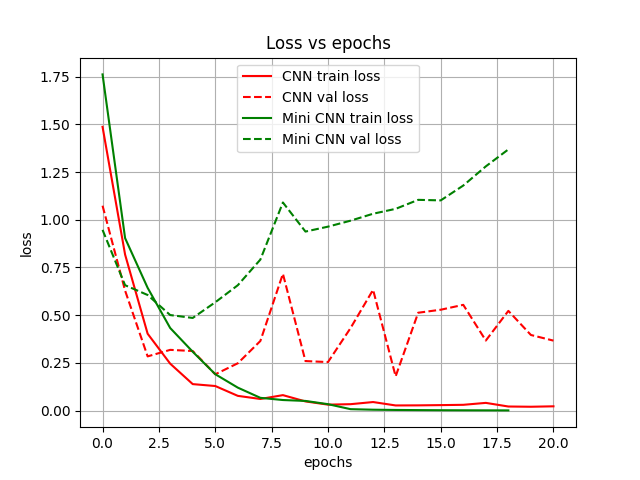 Loss vs epochs
CNN train loss
CNN val loss
Mini CNN train loss
Mini CNN val loss
1.75
1.50
1.25
1.00
0.75
0.50
0.25
0.00
loss
0.0 2.5 5.0 7.5 10.0 12.5 15.0 17.5 20.0
epochs